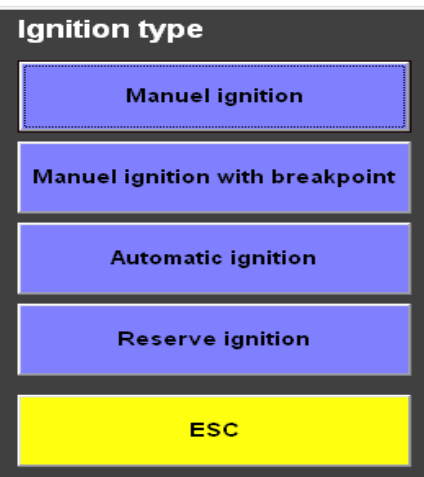 Ignition type
Manuel ignition
Manuel ignition with breakpoint
Automatic ignition
Reserve ignition
ESC